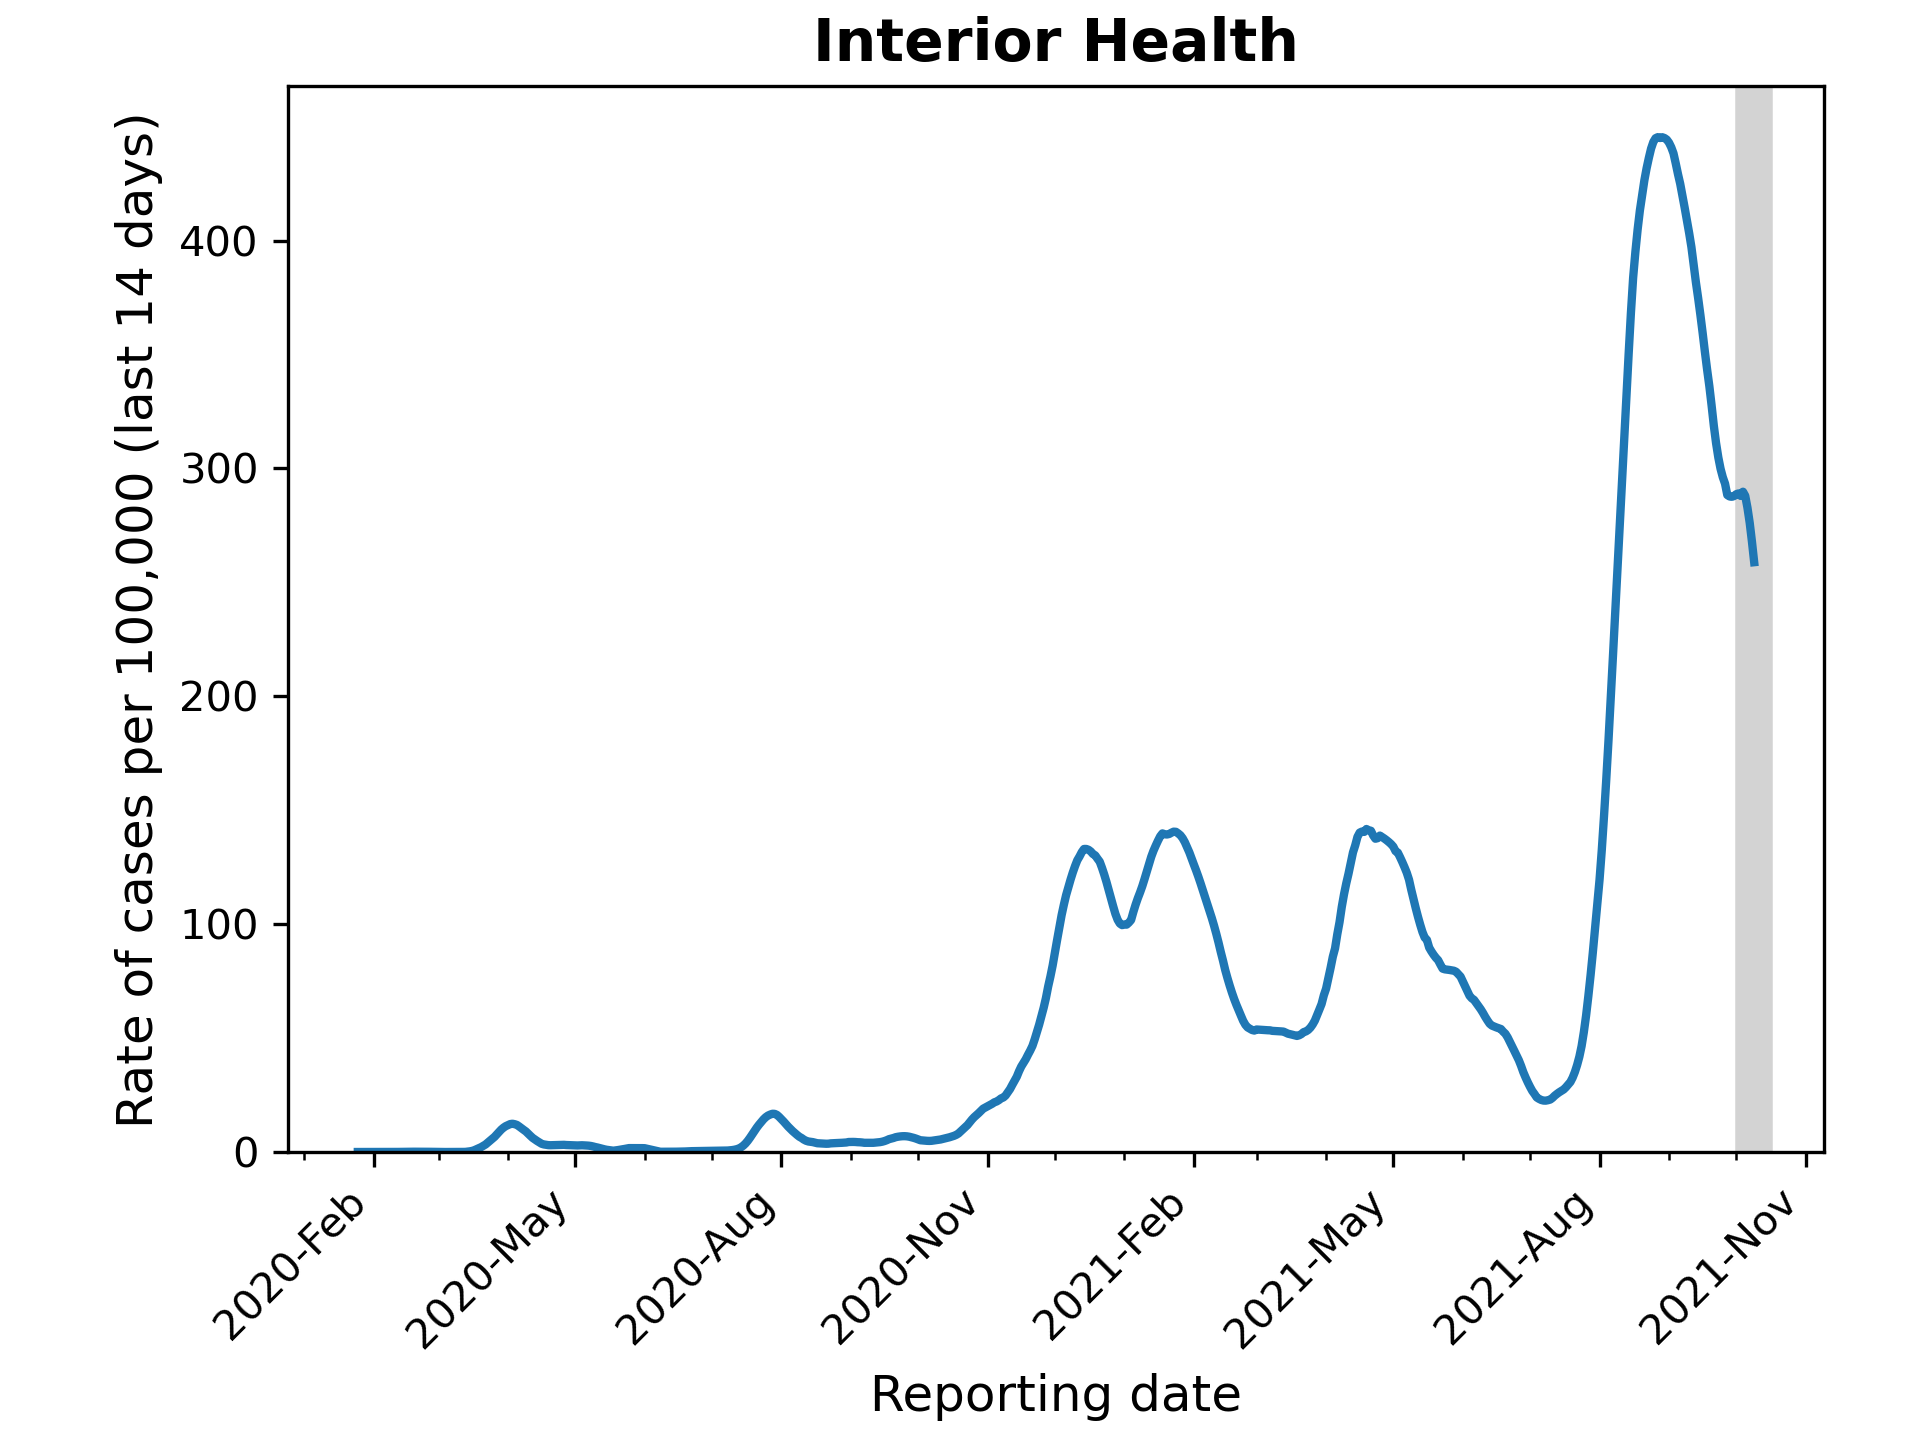 Interior Health
Rate of cases per 100,000 (last 14 days)
400
300
200
100
0
2020-Feb
2020-May
2020-Aug
2020-Nov
2021-Feb
2021-May
2021-Aug
2021-Nov
Reporting date